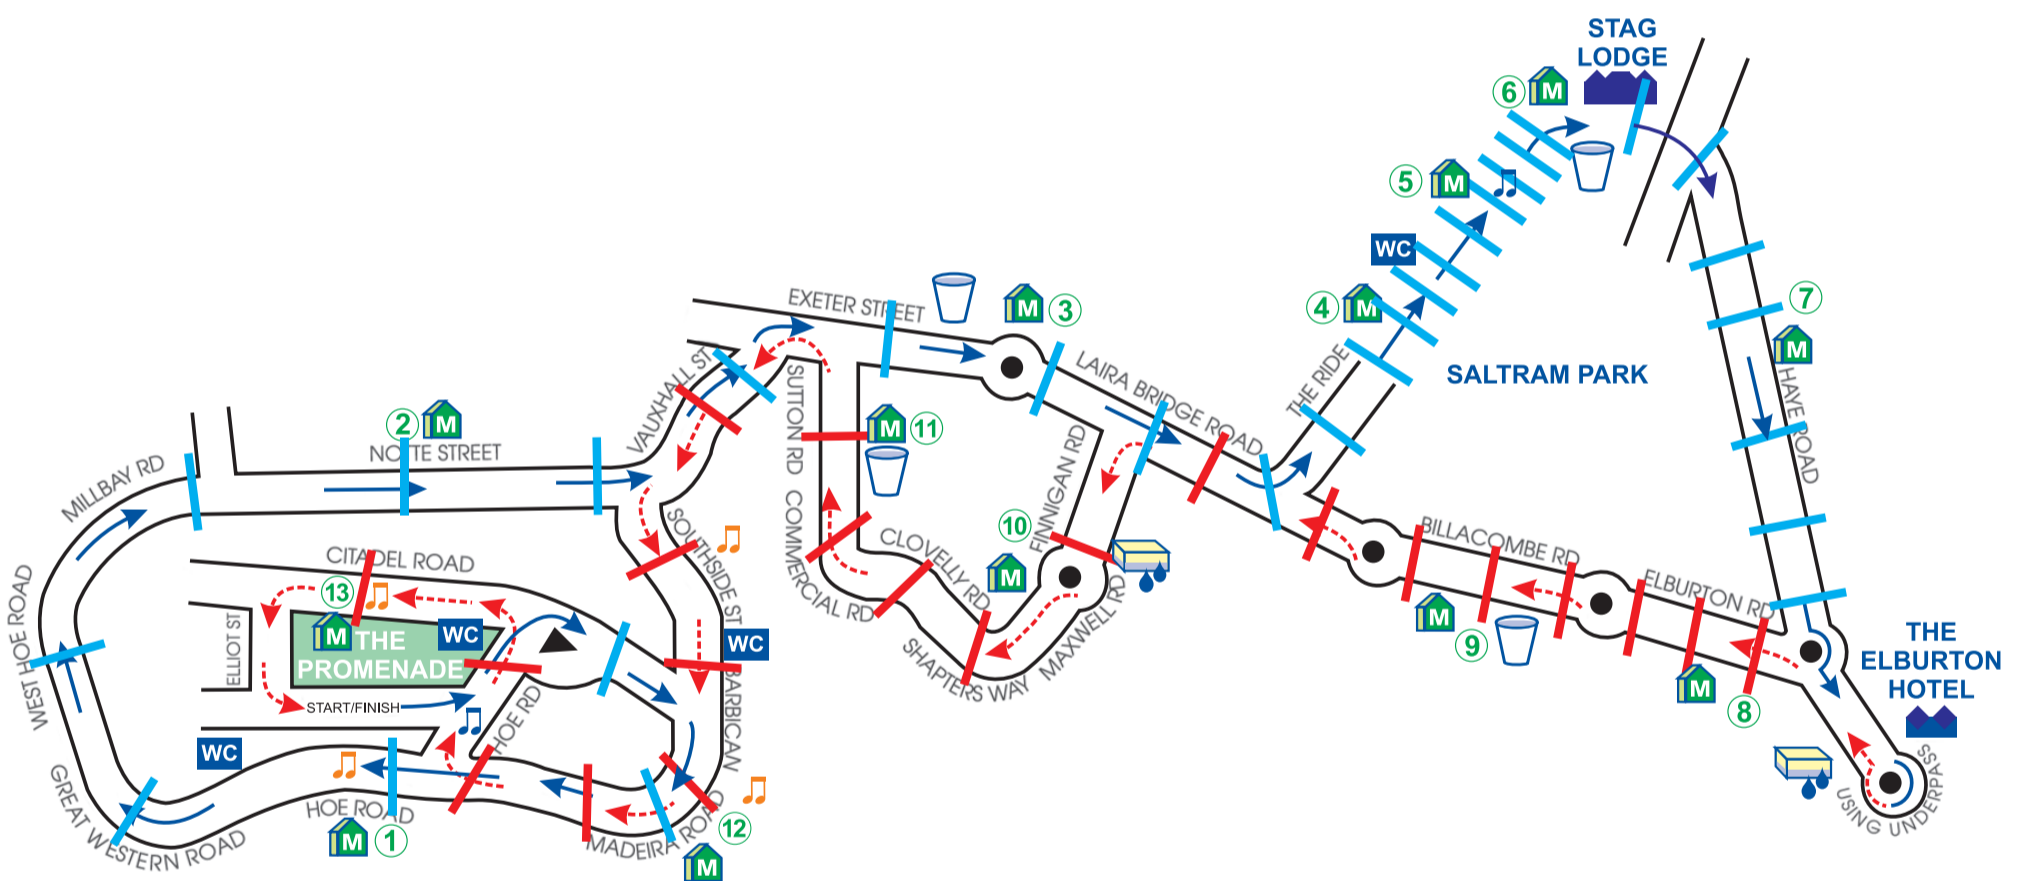 STAG
LODGE
6
M
5
M
WC
4
M
THE RIDE
SALTRAM PARK
7
M
HAYE ROAD
EXETER STREET
M
3
LAIRA BRIDGE ROAD
VAUXHALL ST
SUTTON RD
M
11
2
M
NOTTE STREET
MILLBAY RD
COMMERCIAL RD
CLOVELLY RD
10
M
FINNIGAN RD
MAXWELL RD
SHAPTERS WAY
BILLACOMBE RD
M
9
ELBURTON RD
M
8
THE
ELBURTON
HOTEL
USING UNDERPASS
CITADEL ROAD
13
M
THE
PROMENADE
WC
ELLIOT ST
START/FINISH
SOUTHSIDE ST
WC
BARBICAN
WEST HOE ROAD
HOE RD
WC
GREAT WESTERN ROAD
HOE ROAD
M
1
MADEIRA ROAD
12
M